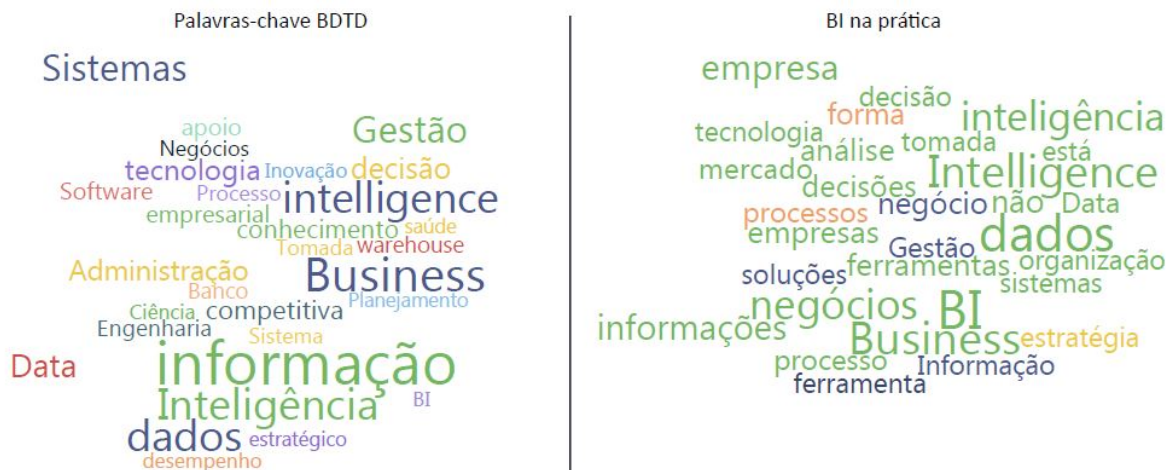 Palavras-chave BDTD
Sistemas
apoio
Gestão
Negócios
tecnologia Inovação decisão
Software Processo intelligence
empresarial
conhecimento saúde
Tomada warehouse
Administração Business
Banco Planejamento
Ciência competitiva
Engenharia Sistema
informação
Data
Inteligência BI
dados estratégico
desempenho
BI na prática
empresa
decisão
forma inteligência
tecnologia tomada
análise está
mercado Intelligence
decisões
processos negócio não Data
empresas dados
Gestão
ferramentas organização
soluções sistemas
negócios BI
informações
Business estratégia
processo Informação
ferramenta